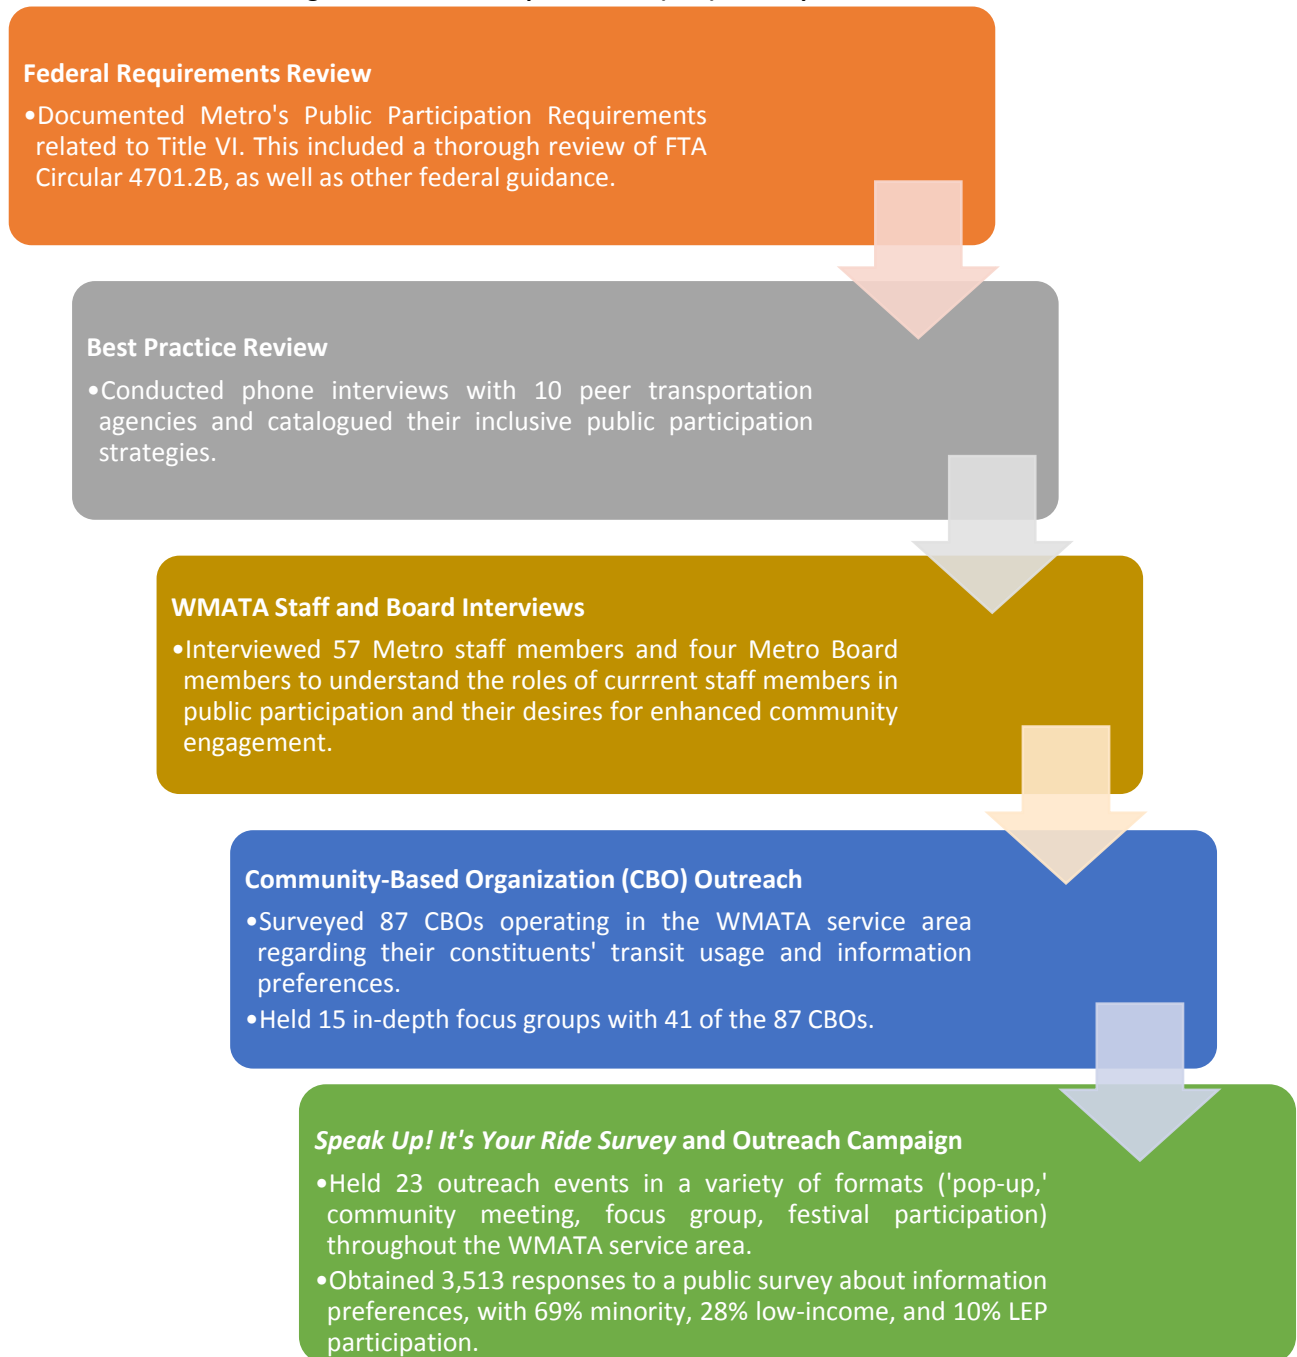 Federal Requirements Review
•Documented Metro's Public Participation Requirements
related to Title VI. This included a thorough review of FTA
Circular 4701.2B, as well as other federal guidance.
Best Practice Review
•Conducted phone interviews with 10 peer transportation
agencies and catalogued their inclusive public participation
strategies.
WMATA Staff and Board Interviews
•Interviewed 57 Metro staff members and four Metro Board
members to understand the roles of currrent staff members in
public participation and their desires for enhanced community
engagement.
Community-Based Organization (CBO) Outreach
•Surveyed 87 CBOs operating in the WMATA service area
regarding their constituents' transit usage and information
preferences.
•Held 15 in-depth focus groups with 41 of the 87 CBOs.
Speak Up! It's Your Ride Survey and Outreach Campaign
•Held 23 outreach events in a variety of formats ('pop-up,'
community meeting, focus group, festival participation)
throughout the WMATA service area.
•Obtained 3,513 responses to a public survey about information
preferences, with 69% minority, 28% low-income, and 10% LEP
participation.